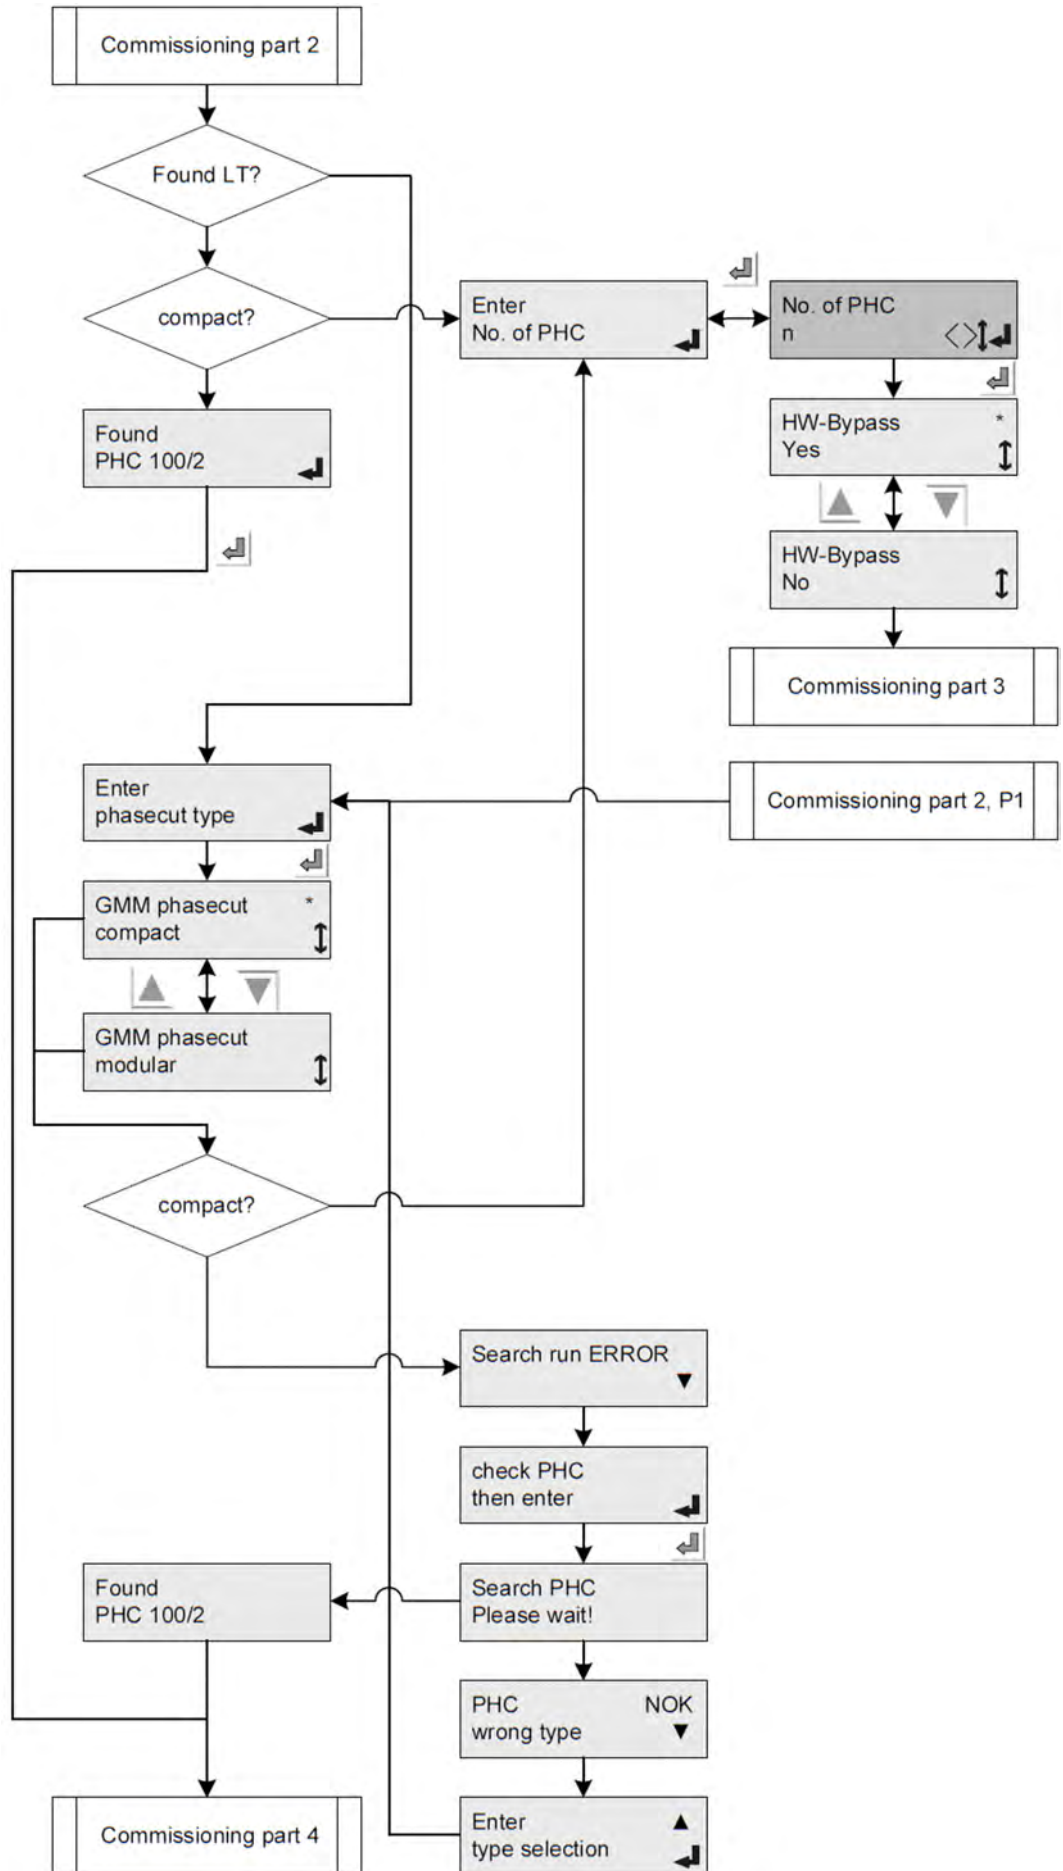 Commissioning part 2
Found LT?
compact?
Enter
No. of PHC
No. of PHC
n
Found
PHC 100/2
HW-Bypass *
Yes
HW-Bypass
No
Commissioning part 3
Enter
phasecut type
Commissioning part 2, P1
GMM phasecut *
compact
GMM phasecut
modular
compact?
Search run ERROR
check PHC
then enter
Found
PHC 100/2
Search PHC
Please wait!
PHC NOK
wrong type
Commissioning part 4
Enter
type selection